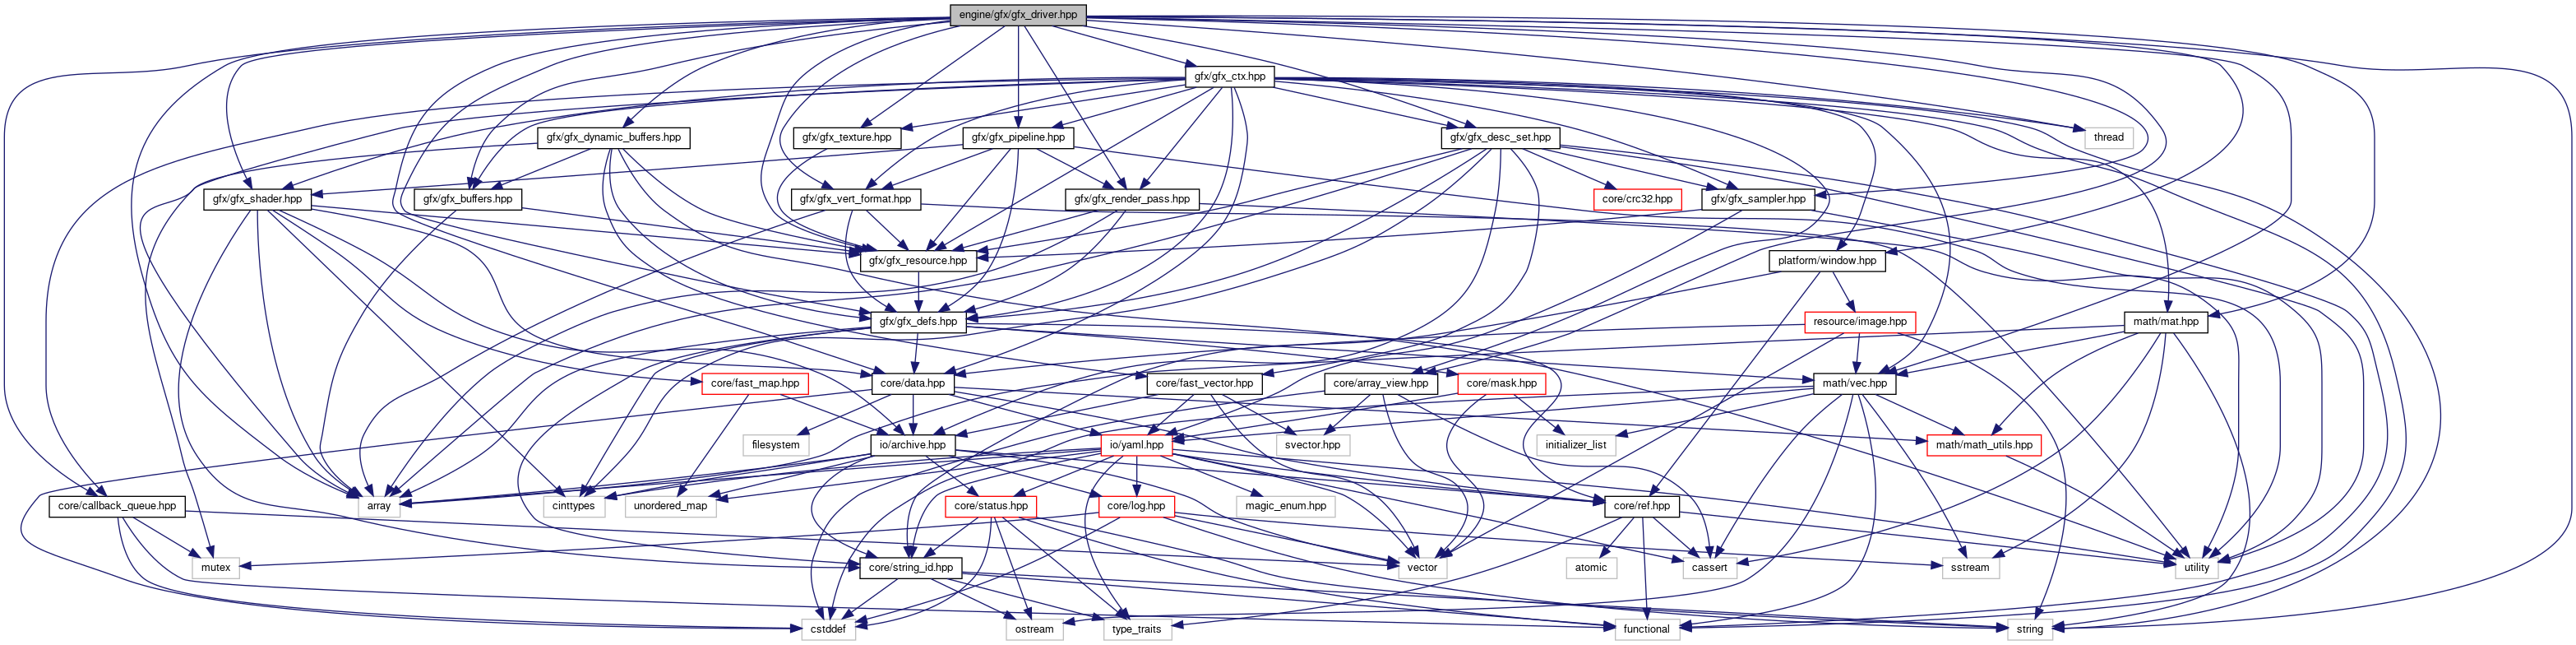 engine/gfx/gfx_driver.hpp
gfx/gfx_ctx.hpp
gfx/gfx_dynamic_buffers.hpp
gfx/gfx_texture.hpp
gfx/gfx_pipeline.hpp
gfx/gfx_desc_set.hpp
thread
gfx/gfx_shader.hpp
gfx/gfx_buffers.hpp
gfx/gfx_vert_format.hpp
gfx/gfx_render_pass.hpp
core/crc32.hpp
gfx/gfx_sampler.hpp
gfx/gfx_resource.hpp
platform/window.hpp
gfx/gfx_defs.hpp
resource/image.hpp
math/mat.hpp
core/fast_map.hpp
core/data.hpp
core/fast_vector.hpp
core/array_view.hpp
core/mask.hpp
math/vec.hpp
filesystem
io/archive.hpp
io/yaml.hpp
svector.hpp
initializer_list
math/math_utils.hpp
core/callback_queue.hpp
array
cinttypes
unordered_map
core/status.hpp
core/log.hpp
magic_enum.hpp
core/ref.hpp
mutex
core/string_id.hpp
vector
atomic
cassert
sstream
utility
cstddef
ostream
type_traits
functional
string